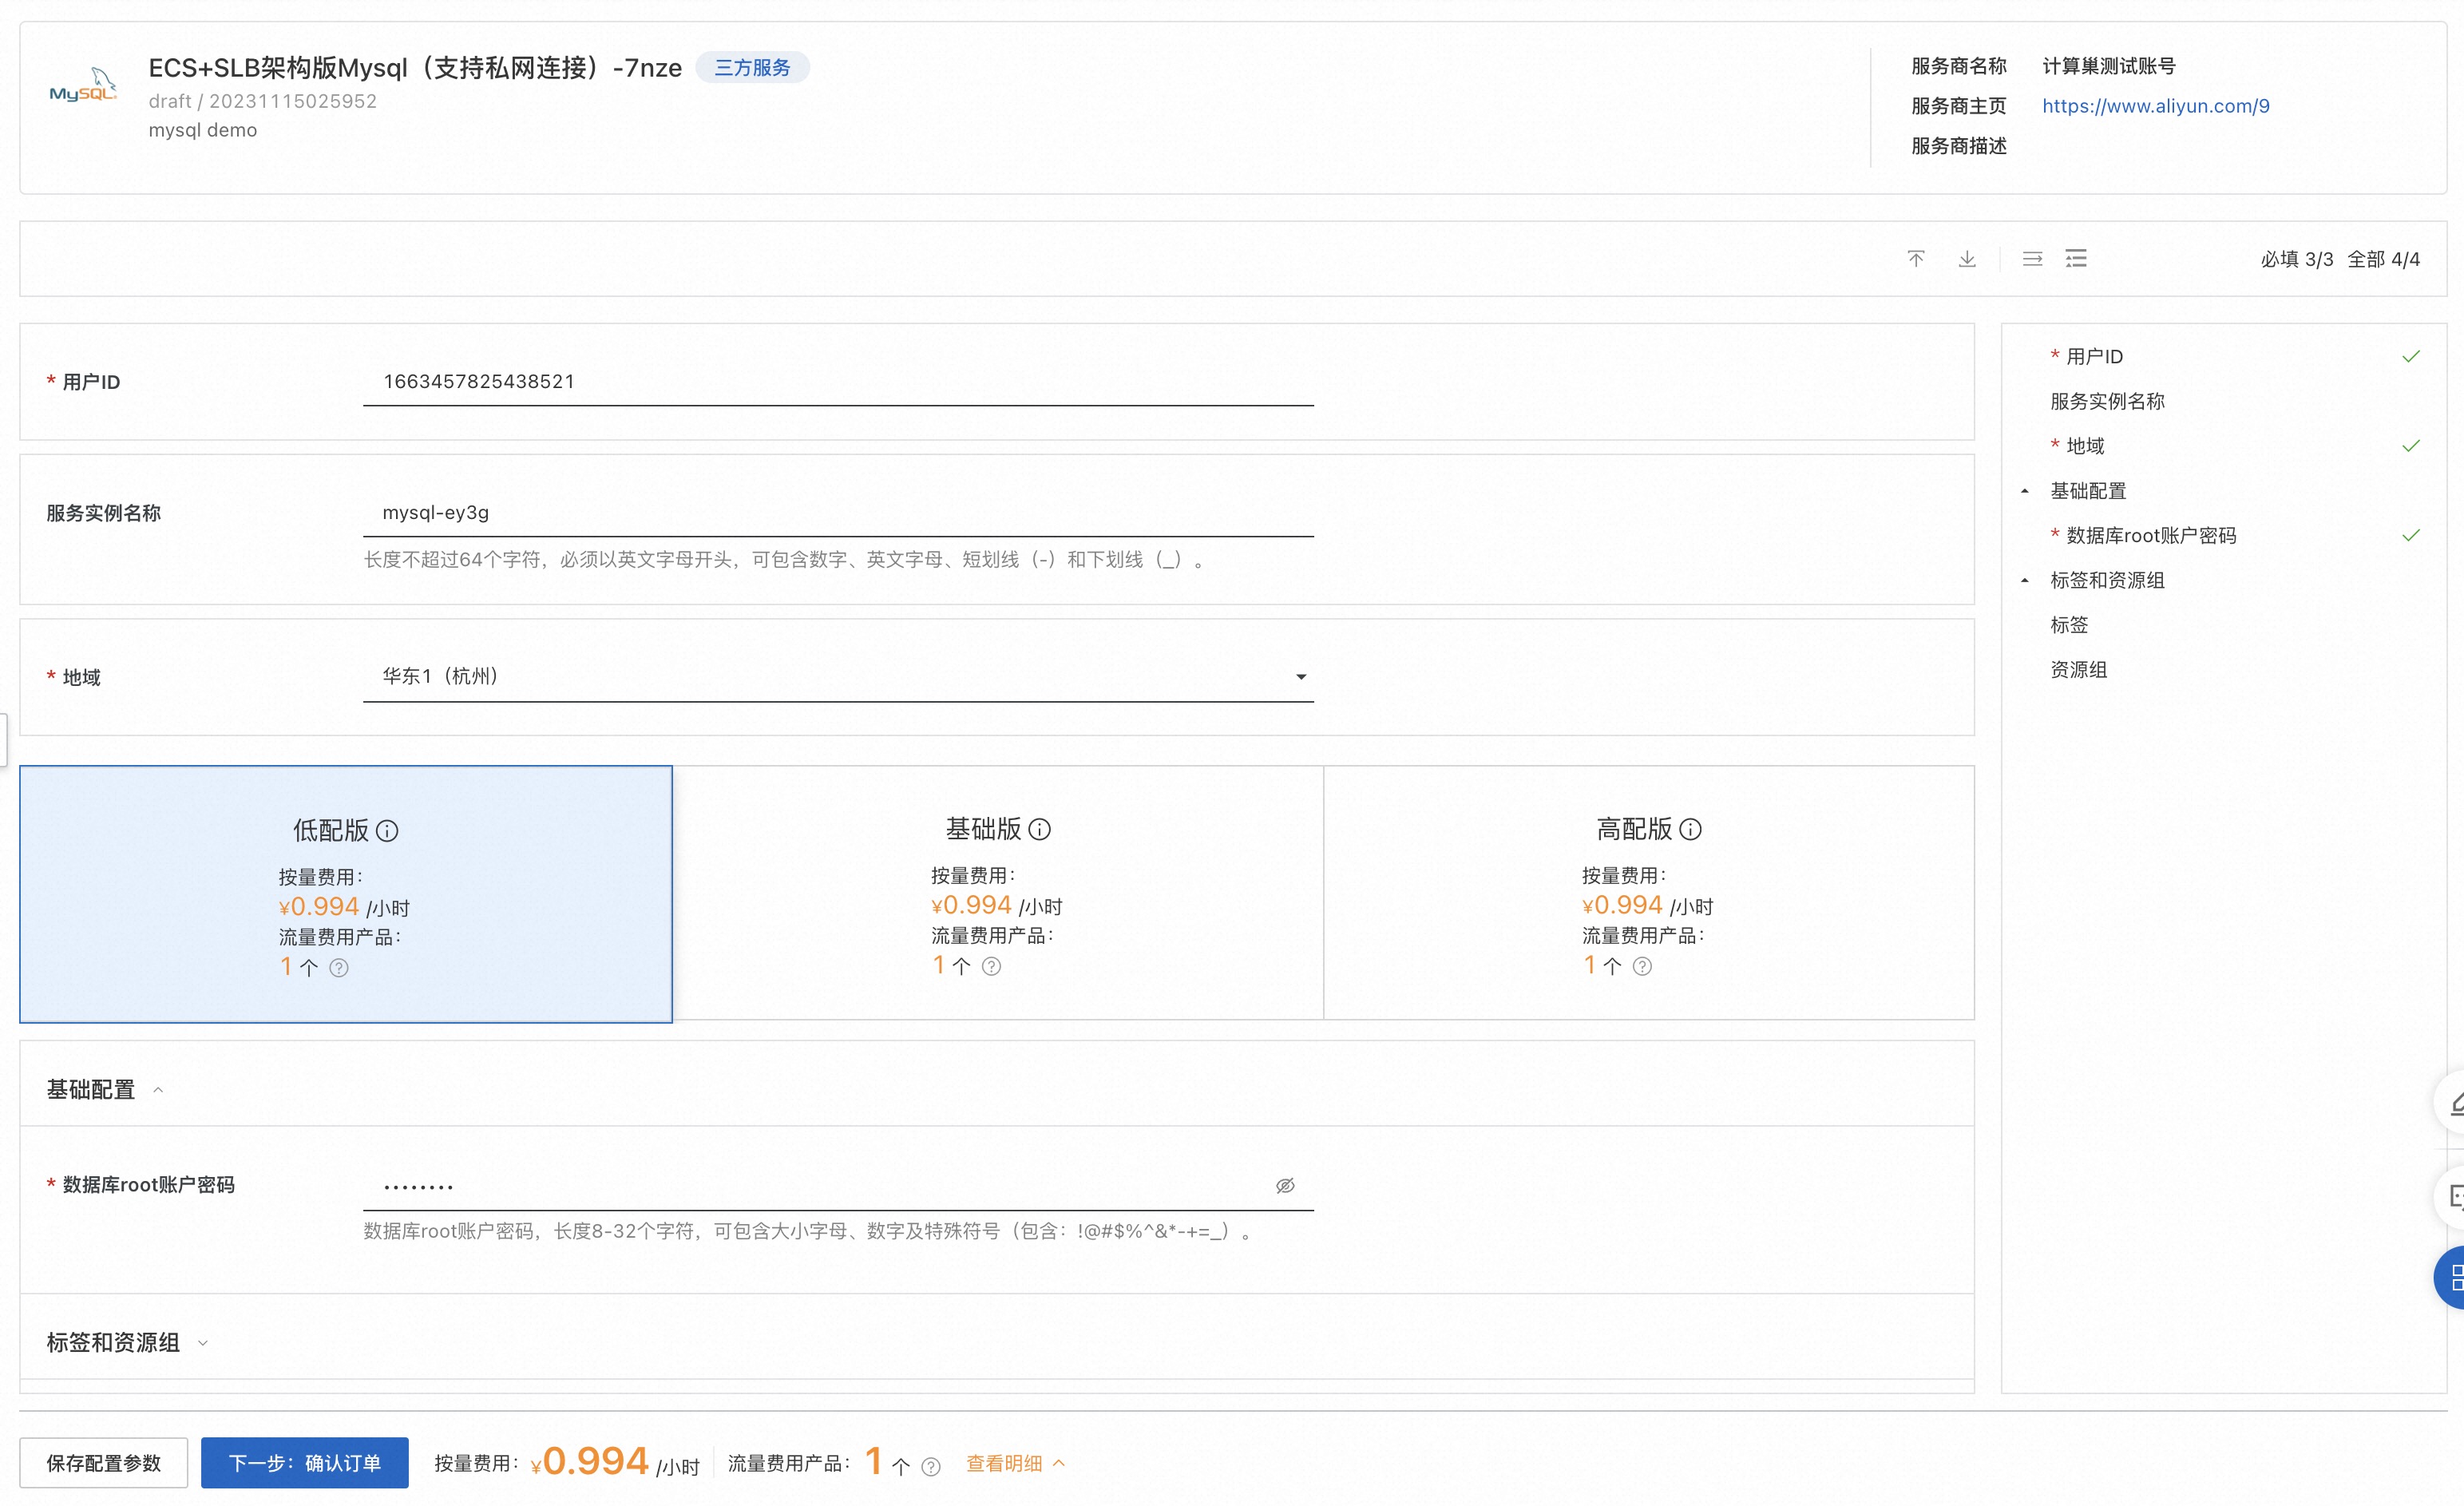 MySQL
ECS+SLB架构版Mysql（支持私网连接）-7nze 三方服务
draft / 20231115025952
mysql demo
服务商名称 计算巢测试账号
服务商主页 https://www.aliyun.com/9
服务商描述
必填 3/3 全部 4/4
* 用户ID 1663457825438521
服务实例名称 mysql-ey3g
长度不超过64个字符，必须以英文字母开头，可包含数字、英文字母、短划线（-）和下划线（_）。
* 地域 华东1（杭州）
低配版
按量费用：
¥0.994 /小时
流量费用产品：
1 个
基础版
按量费用：
¥0.994 /小时
流量费用产品：
1 个
高配版
按量费用：
¥0.994 /小时
流量费用产品：
1 个
基础配置
* 数据库root账户密码 ••••••••
数据库root账户密码，长度8-32个字符，可包含大小字母、数字及特殊符号（包含：!@#$%^&*-+=_）。
标签和资源组
* 用户ID
服务实例名称
* 地域
基础配置
* 数据库root账户密码
标签和资源组
标签
资源组
保存配置参数 下一步：确认订单 按量费用： ¥0.994 /小时 流量费用产品： 1 个 查看明细